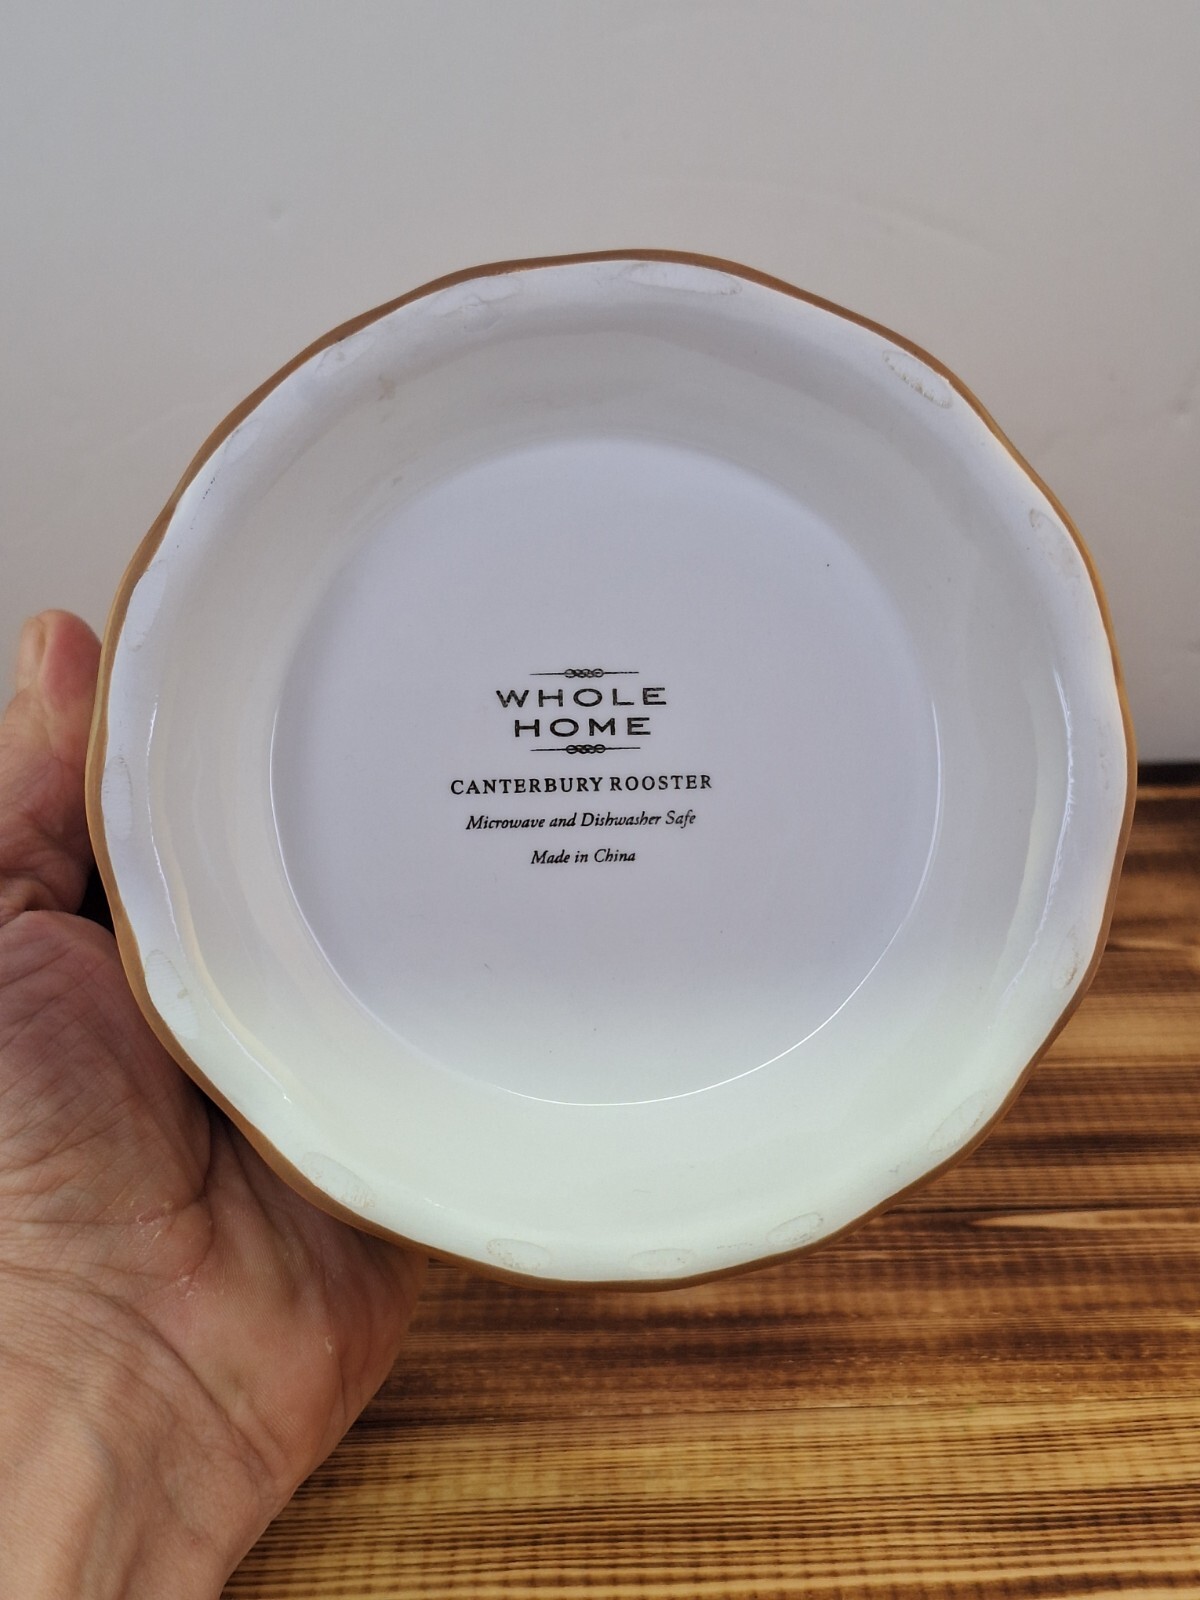 WHOLE
HOME
CANTERBURY ROOSTER
Microwave and Dishwasher Safe
Made in China